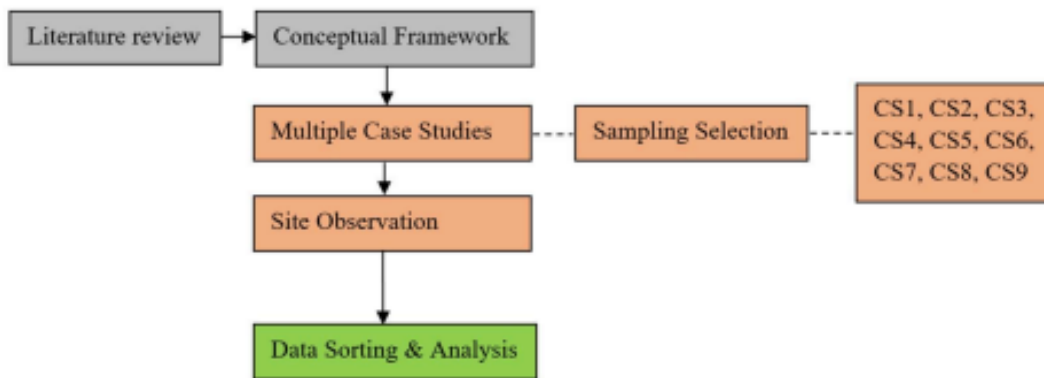 Literature review
Conceptual Framework
Multiple Case Studies
Sampling Selection
CS1, CS2, CS3,
CS4, CS5, CS6,
CS7, CS8, CS9
Site Observation
Data Sorting & Analysis